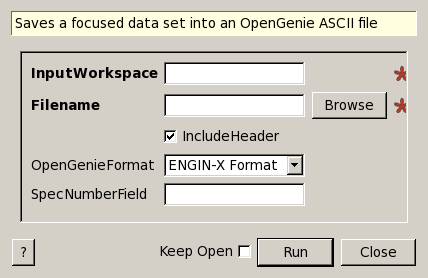 Saves a focused data set into an OpenGenie ASCII file
InputWorkspace
Filename Browse
IncludeHeader
OpenGenieFormat ENGIN-X Format
SpecNumberField
? Keep Open Run Close